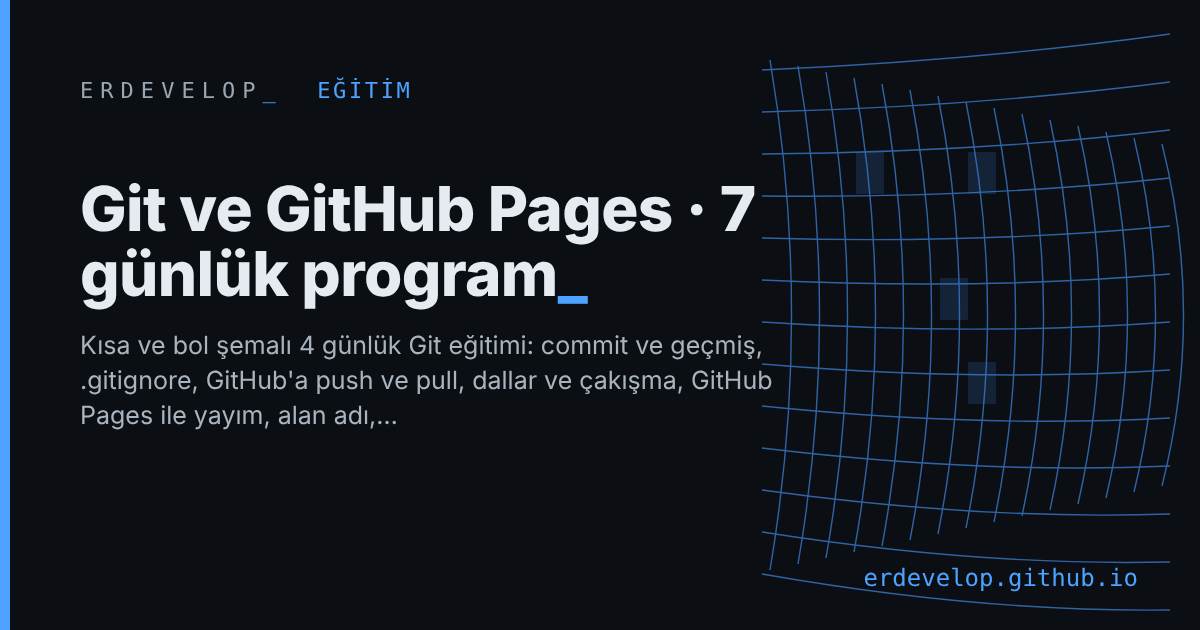 ERDEVELOP_ EĞİTİM
Git ve GitHub Pages · 7
günlük program_
Kısa ve bol şemalı 4 günlük Git eğitimi: commit ve geçmiş,
.gitignore, GitHub'a push ve pull, dallar ve çakışma, GitHub
Pages ile yayım, alan adı,...
erdevelop.github.io